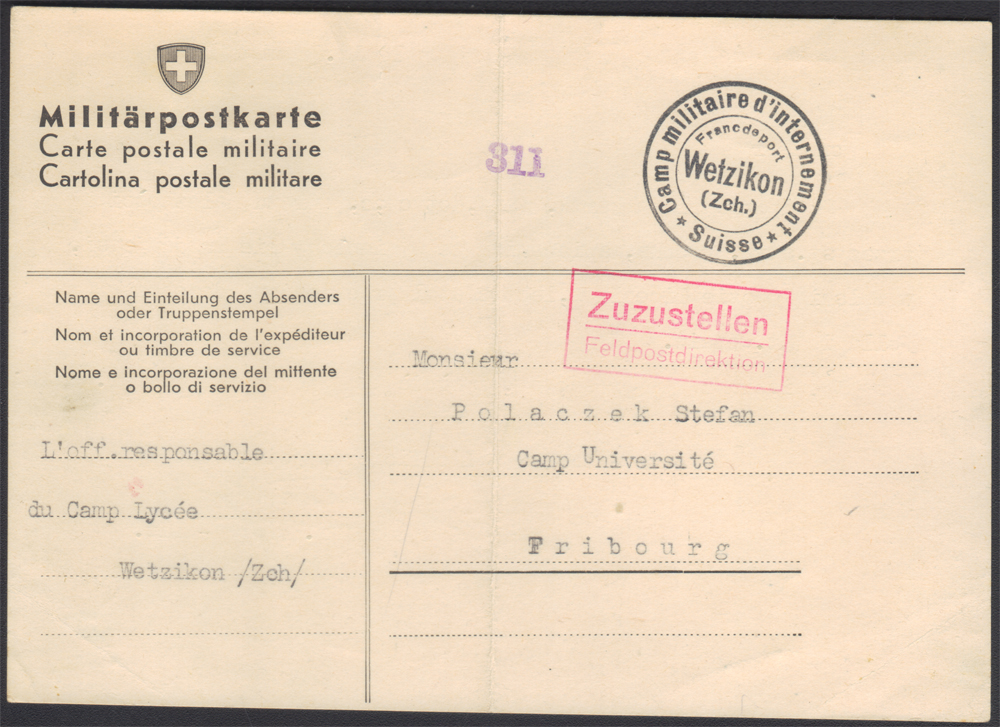 Militärpostkarte
Carte postale militaire
Cartolina postale militare
311
Camp militaire d'internement
Francdeport
Wetzikon
(Zch.)
* Suisse *
Zuzustellen
Feldpostdirektion
Name und Einteilung des Absenders
oder Truppenstempel
Nom et incorporation de l'expéditeur
ou timbre de service
Nome e incorporazione del mittente
o bollo di servizio
L'off.responsable
du Camp Lycée
Wetzikon /Zch/
Monsieur
Polaczek Stefan
Camp Université
Fribourg